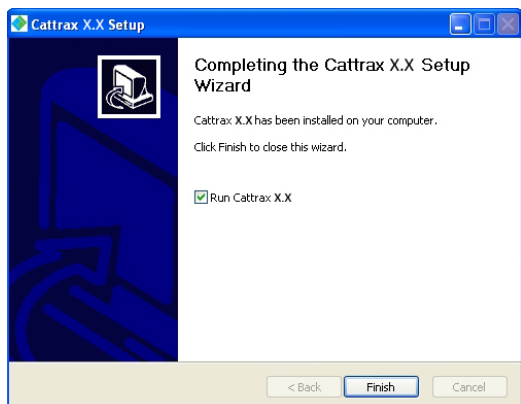 Cattrax X.X Setup
Completing the Cattrax X.X Setup
Wizard
Cattrax X.X has been installed on your computer.
Click Finish to close this wizard.
Run Cattrax X.X
< Back
Finish
Cancel